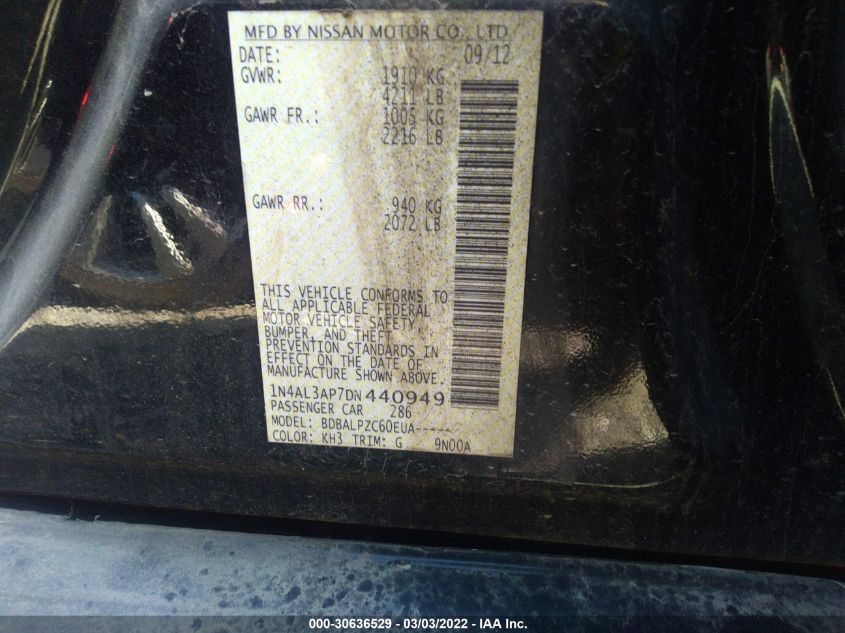 MFD BY NISSAN MOTOR CO., LTD.
DATE: 09/12
GVWR: 1910 KG
4211 LB
GAWR FR.: 1005 KG
2216 LB
GAWR RR.: 940 KG
2072 LB
THIS VEHICLE CONFORMS TO
ALL APPLICABLE FEDERAL
MOTOR VEHICLE SAFETY,
BUMPER, AND THEFT
PREVENTION STANDARDS IN
EFFECT ON THE DATE OF
MANUFACTURE SHOWN ABOVE.
1N4AL3AP7DN440949
PASSENGER CAR 286
MODEL: BDBALPZC60EUA-----
COLOR: KH3 TRIM: G 9N00A
000-30636529 - 03/03/2022 - IAA Inc.